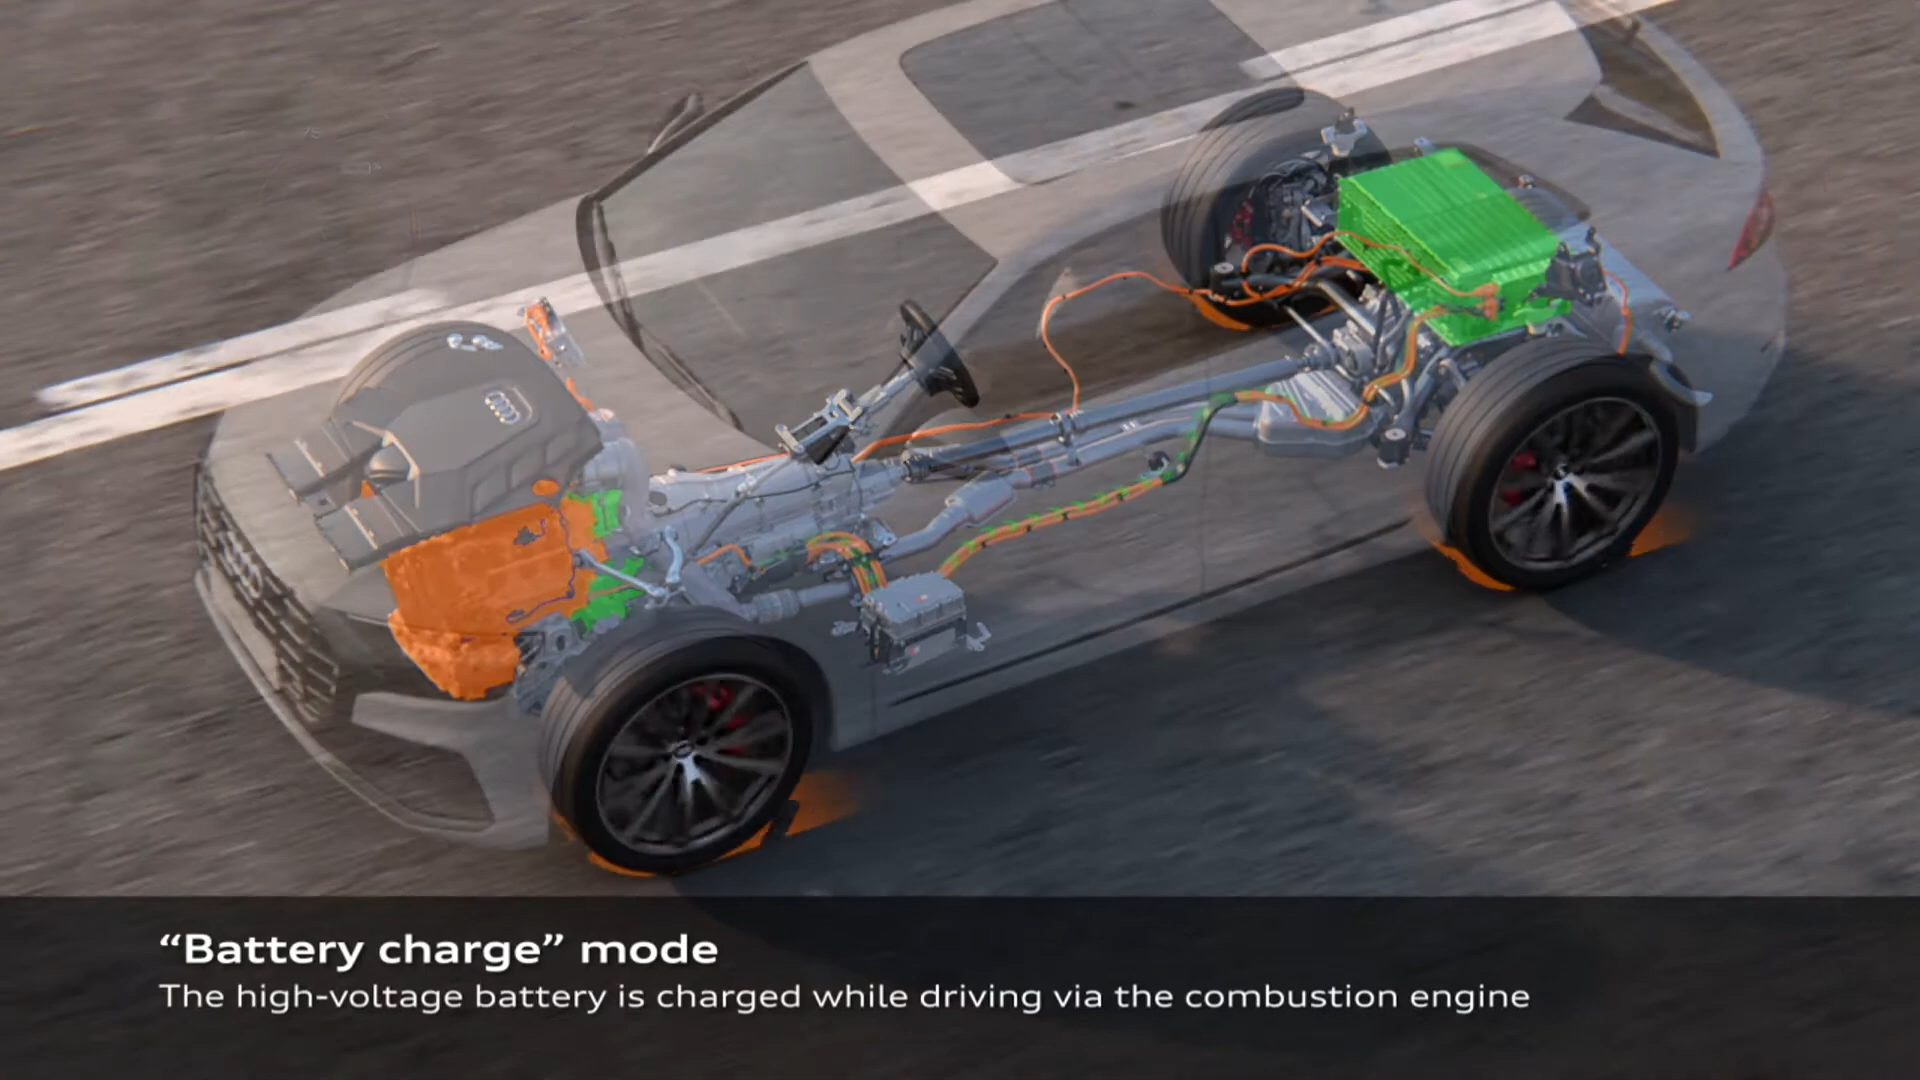 “Battery charge” mode
The high-voltage battery is charged while driving via the combustion engine